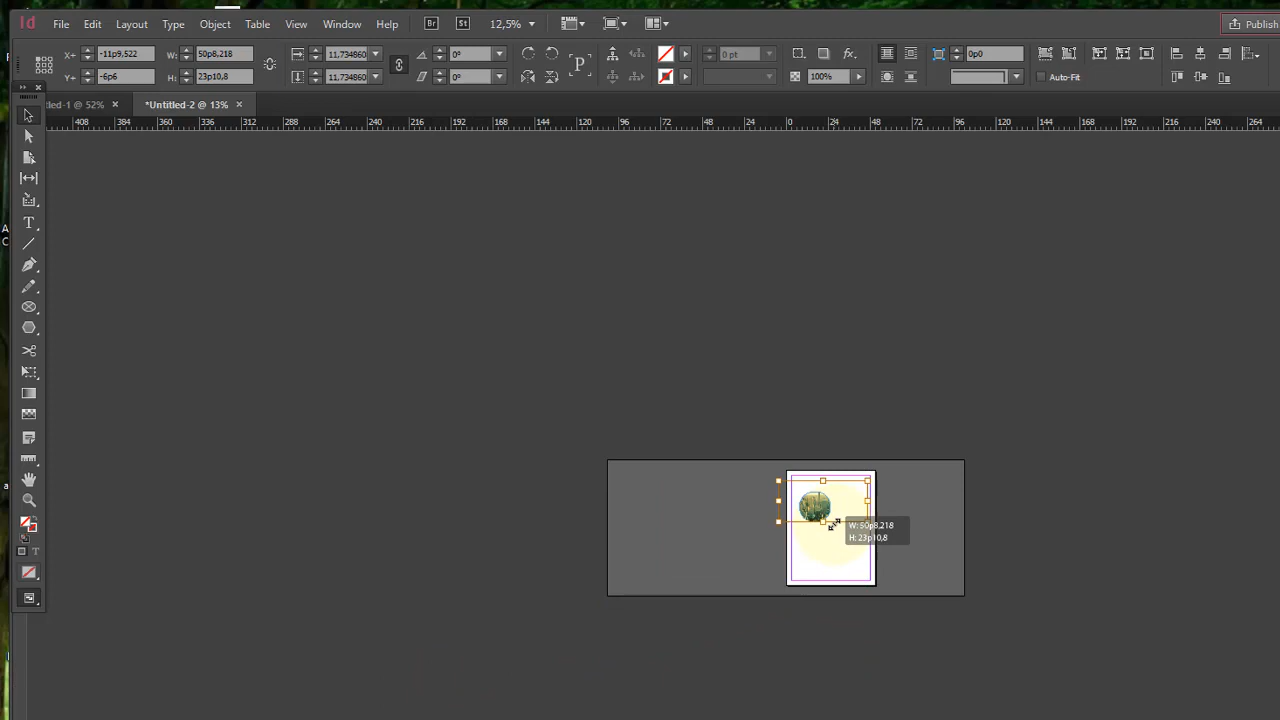 Id File Edit Layout Type Object Table View Window Help Br St 12,5% Publish
X+ -11p9,522 W: 50p8,218 11,734860 0° P 0 pt fx. 0p0
Y+ -6p6 H: 23p10,8 11,734860 0° 100% Auto-Fit
tled-1 @ 52% × *Untitled-2 @ 13% ×
408 384 360 336 312 288 264 240 216 192 168 144 120 96 72 48 24 0 24 48 72 96 120 144 168 192 216 240 264
T
A
C
W: 50p8,218
H: 23p10,8
a
T